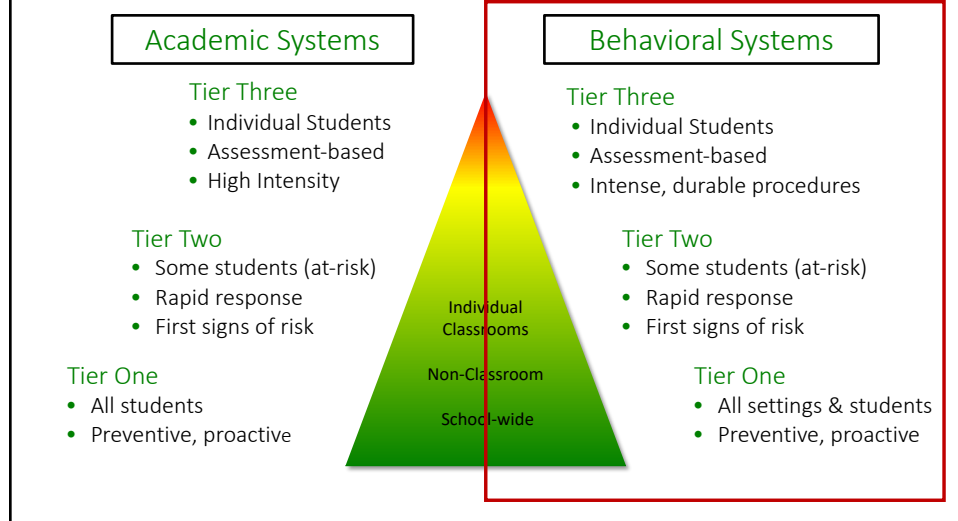 Academic Systems
Tier Three
• Individual Students
• Assessment-based
• High Intensity
Tier Two
• Some students (at-risk)
• Rapid response
• First signs of risk
Tier One
• All students
• Preventive, proactive
Individual
Classrooms
Non-Classroom
School-wide
Behavioral Systems
Tier Three
• Individual Students
• Assessment-based
• Intense, durable procedures
Tier Two
• Some students (at-risk)
• Rapid response
• First signs of risk
Tier One
• All settings & students
• Preventive, proactive